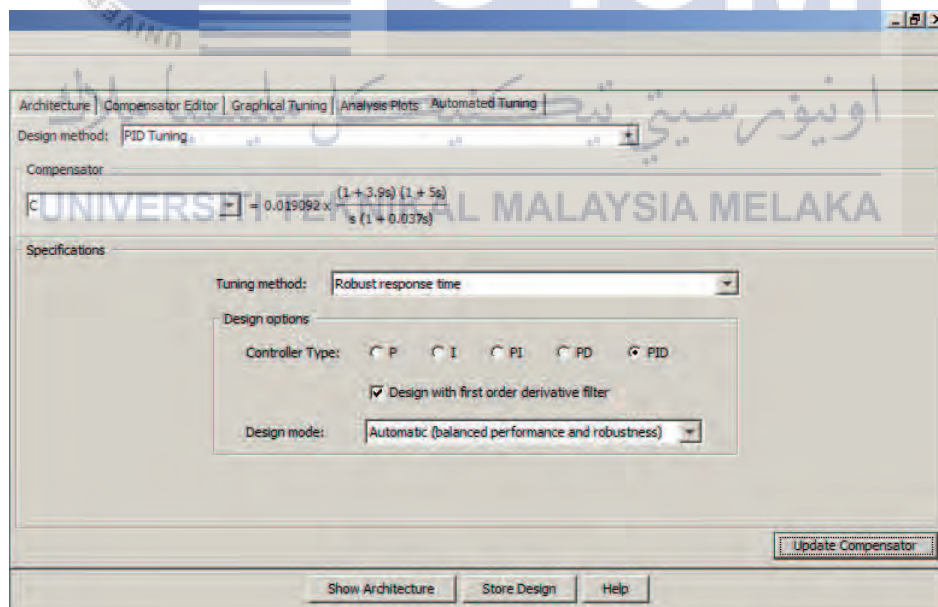 Architecture | Compensator Editor | Graphical Tuning | Analysis Plots | Automated Tuning
Design method: PID Tuning
Compensator
C = 0.019092 x (1 + 3.9s) (1 + 5s) / s (1 + 0.037s)
UNIVERSITI TEKNIKAL MALAYSIA MELAKA
Specifications
Tuning method: Robust response time
Design options
Controller Type: P I PI PD PID
Design with first order derivative filter
Design mode: Automatic (balanced performance and robustness)
Update Compensator
Show Architecture Store Design Help